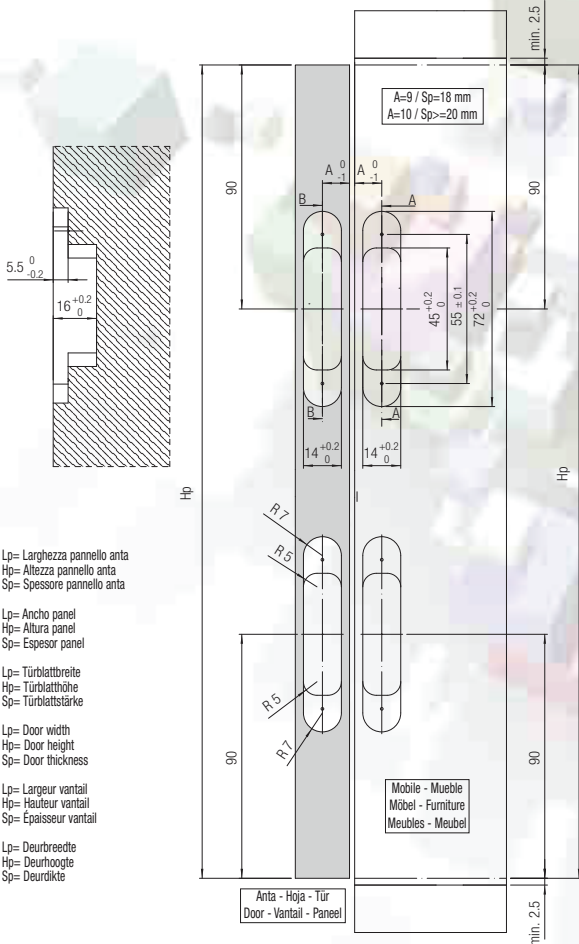 min. 2.5
A=9 / Sp=18 mm
A=10 / Sp>=20 mm
90
A 0 -1
A 0 -1
90
B
A
5.5 0 -0.2
16 +0.2 0
45 +0.2 0
55 ± 0.1
72 +0.2 0
B
A
14 +0.2 0
14 +0.2 0
Hp
Hp
R 7
R 5
Lp= Larghezza pannello anta
Hp= Altezza pannello anta
Sp= Spessore pannello anta
Lp= Ancho panel
Hp= Altura panel
Sp= Espesor panel
Lp= Türblattbreite
Hp= Türblatthöhe
Sp= Türblattstärke
Lp= Door width
Hp= Door height
Sp= Door thickness
Lp= Largeur vantail
Hp= Hauteur vantail
Sp= Épaisseur vantail
Lp= Deurbreedte
Hp= Deurhoogte
Sp= Deurdikte
R 5
R 7
90
90
Mobile - Mueble
Möbel - Furniture
Meubles - Meubel
Anta - Hoja - Tür
Door - Vantail - Paneel
min. 2.5